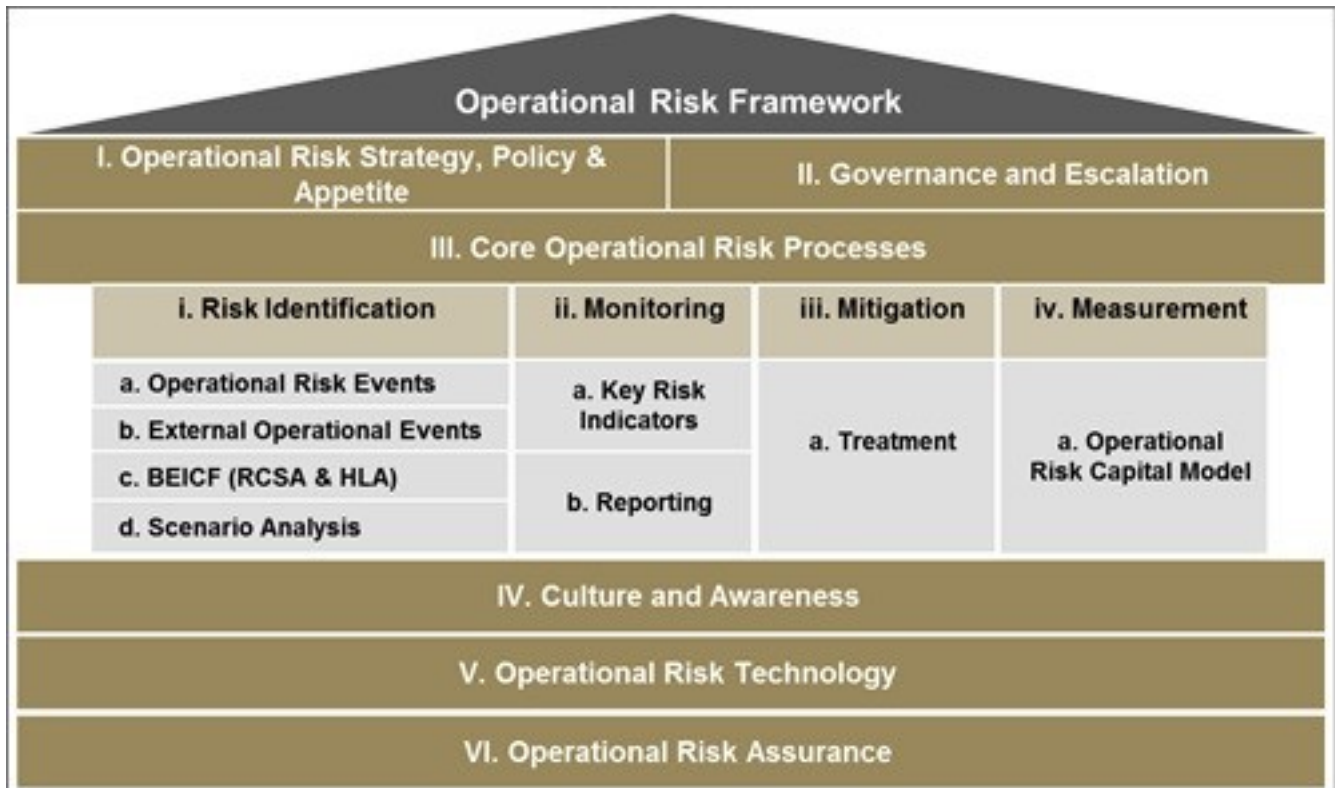 Operational Risk Framework
I. Operational Risk Strategy, Policy &
Appetite
II. Governance and Escalation
III. Core Operational Risk Processes
i. Risk Identification
ii. Monitoring
iii. Mitigation
iv. Measurement
a. Operational Risk Events
b. External Operational Events
c. BEICF (RCSA & HLA)
d. Scenario Analysis
a. Key Risk
Indicators
b. Reporting
a. Treatment
a. Operational
Risk Capital Model
IV. Culture and Awareness
V. Operational Risk Technology
VI. Operational Risk Assurance